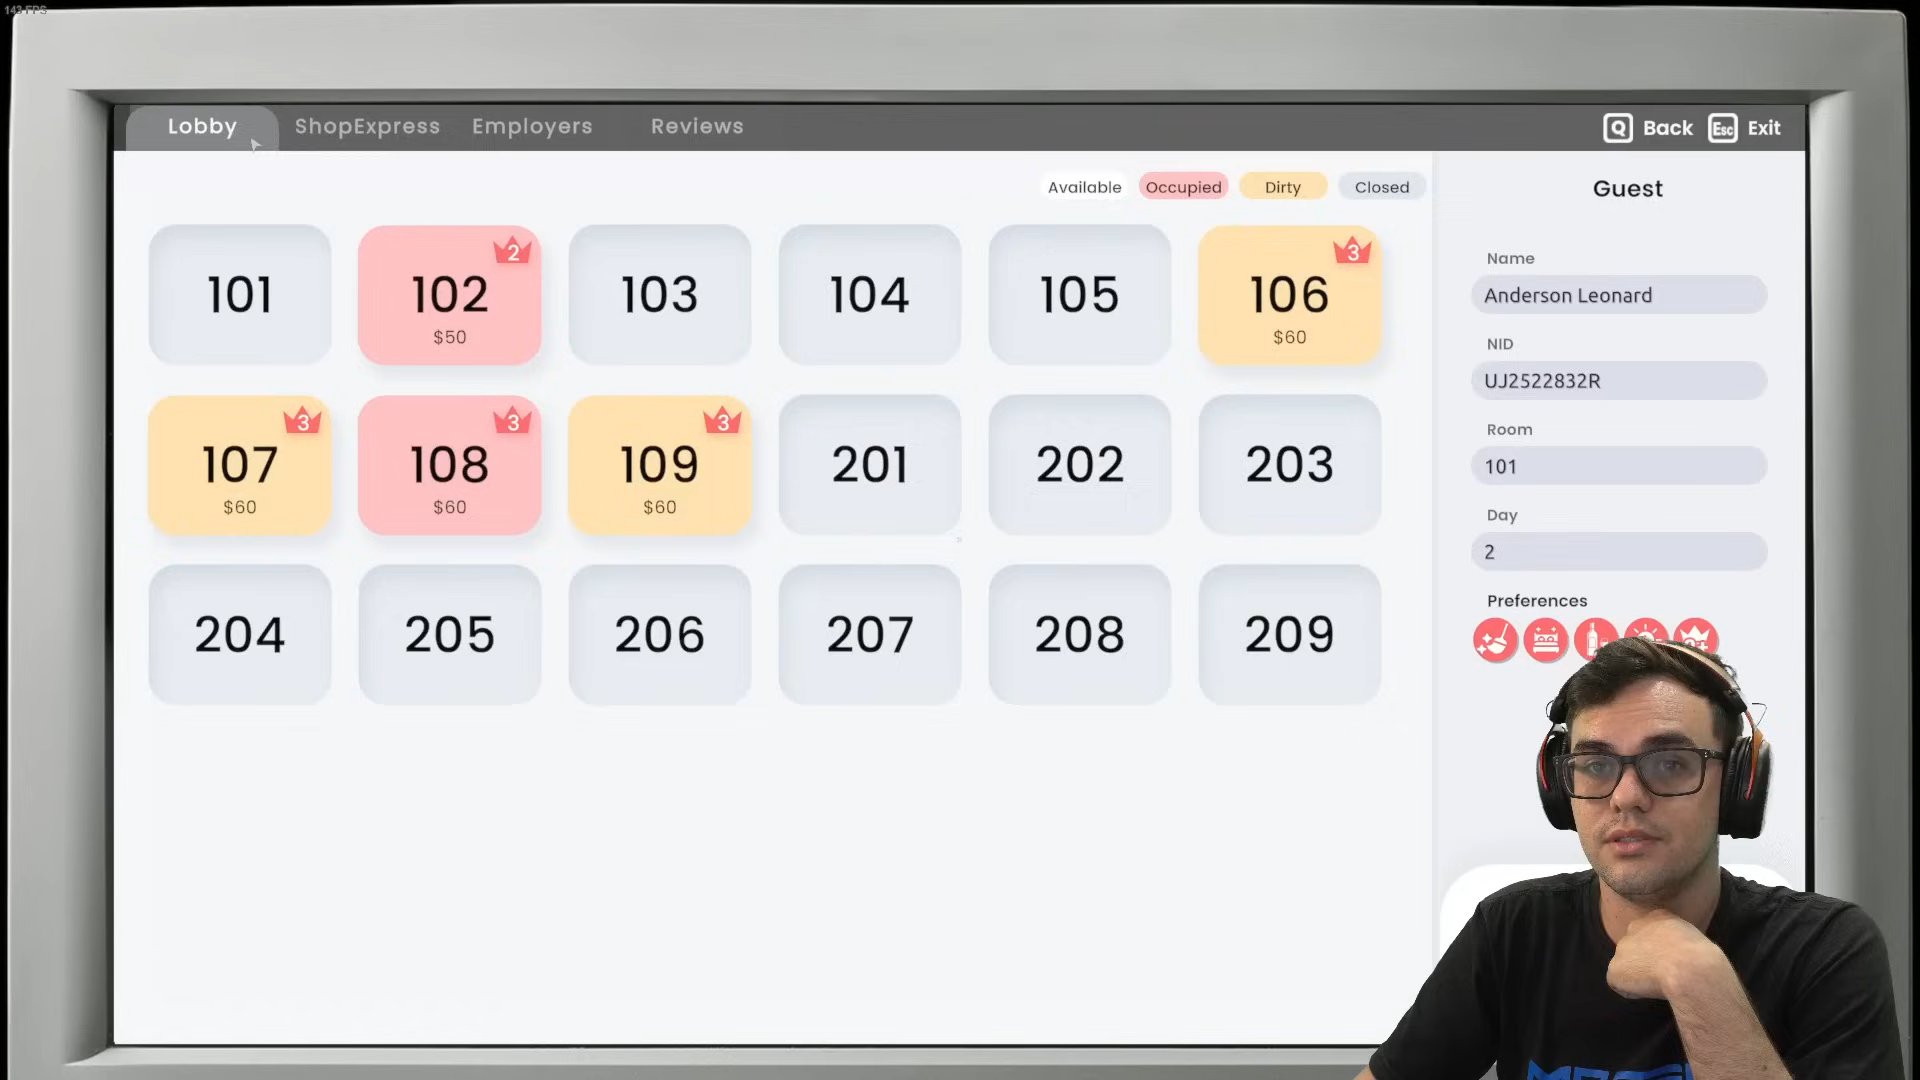 143 FPS
Lobby ShopExpress Employers Reviews
Q Back Esc Exit
Available Occupied Dirty Closed
Guest
101
2
102
$50
103
104
105
3
106
$60
3
107
$60
3
108
$60
3
109
$60
201
202
203
204
205
206
207
208
209
Name
Anderson Leonard
NID
UJ2522832R
Room
101
Day
2
Preferences